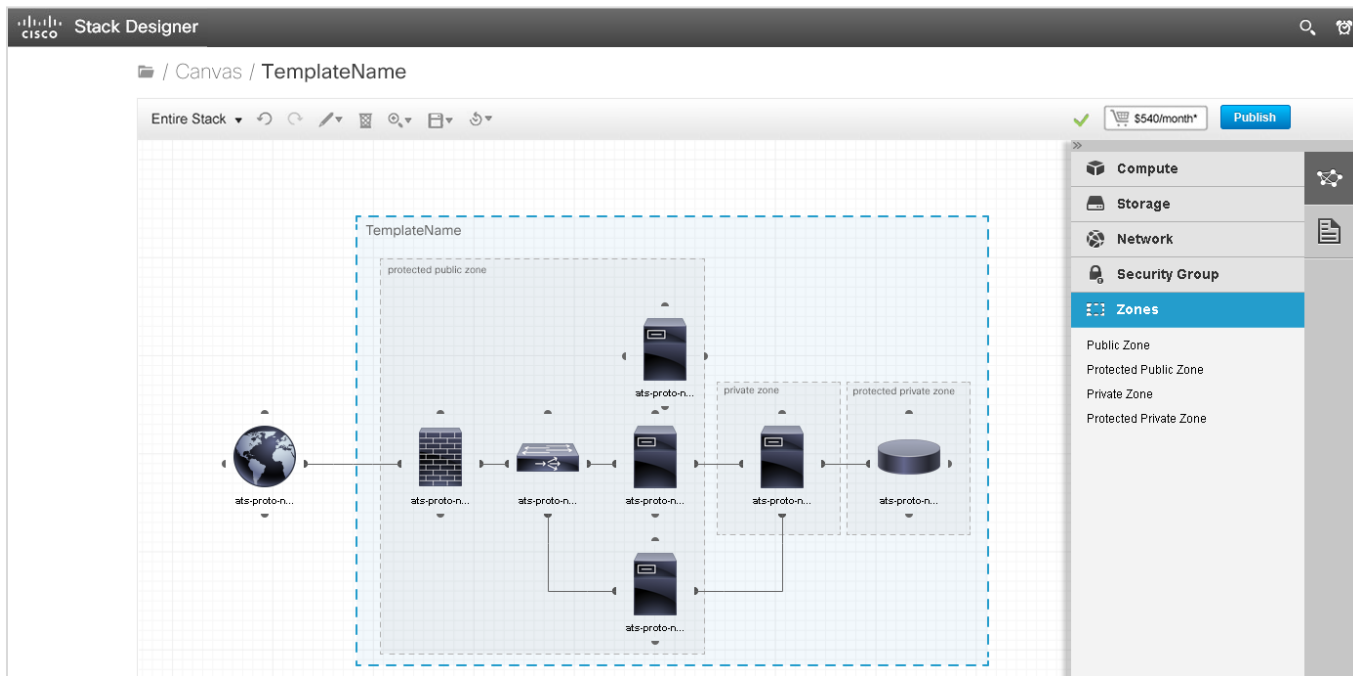 CISCO Stack Designer
/ Canvas / TemplateName
Entire Stack
$540/month*
Publish
Compute
Storage
Network
Security Group
Zones
Public Zone
Protected Public Zone
Private Zone
Protected Private Zone
TemplateName
protected public zone
ats-proto-n...
private zone
protected private zone
ats-proto-n...
ats-proto-n...
ats-proto-n...
ats-proto-n...
ats-proto-n...
ats-proto-n...
ats-proto-n...